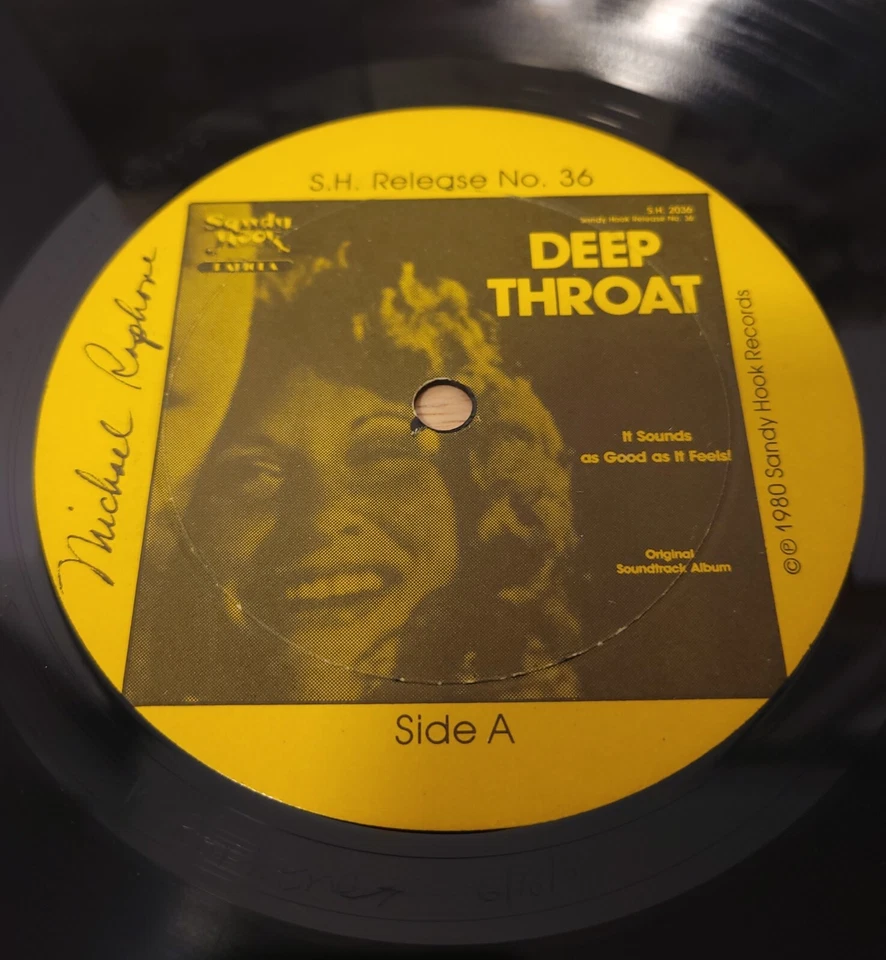 S.H. Release No. 36
Sandy
Hook
S.H. 2036
Sandy Hook Release No. 36
DEEP
THROAT
It Sounds
as Good as It Feels!
Original
Soundtrack Album
Michael Raphone
© ℗ 1980 Sandy Hook Records
Side A